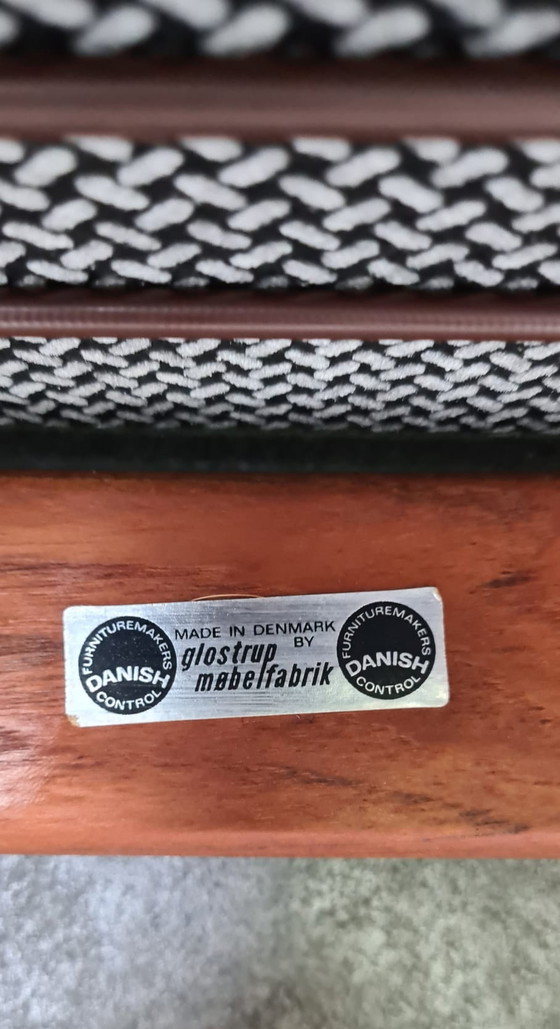 FURNITUREMAKERS
DANISH
CONTROL
MADE IN DENMARK
BY
glostrup
møbelfabrik
FURNITUREMAKERS
DANISH
CONTROL